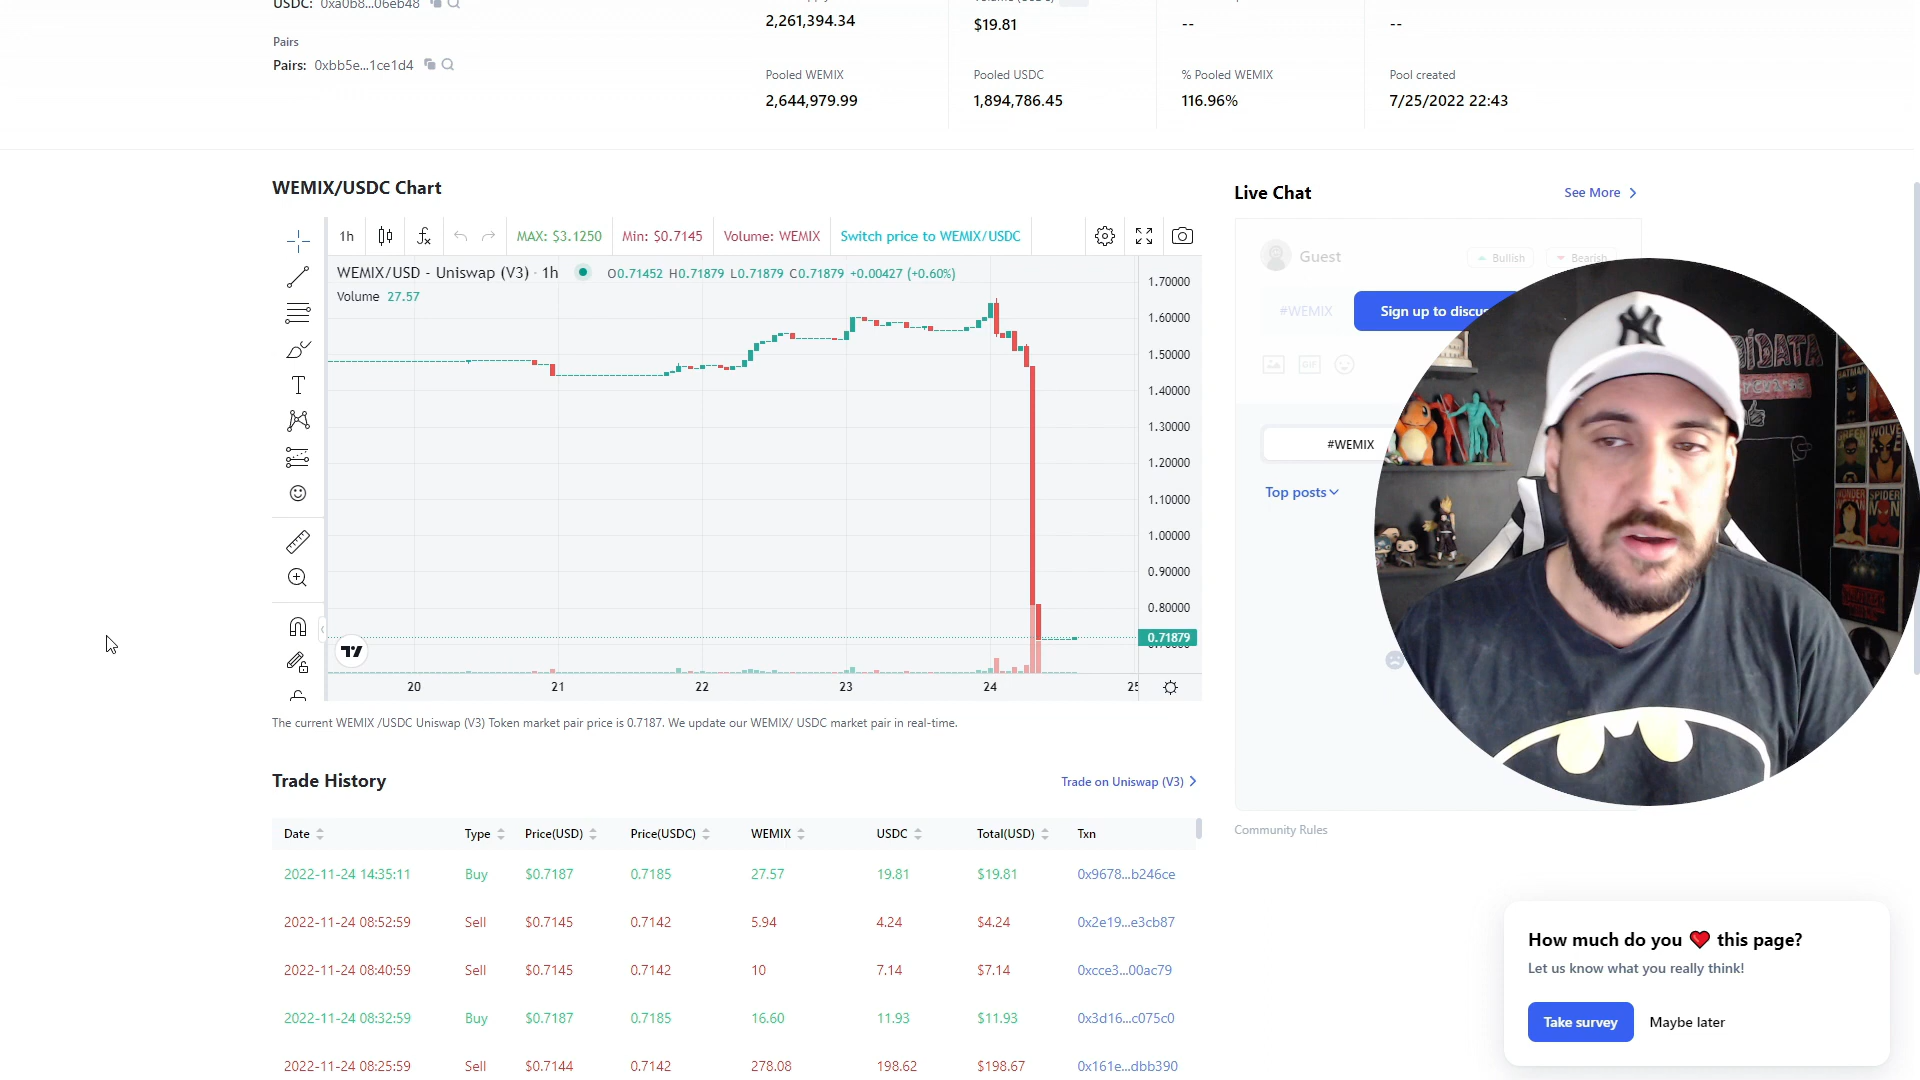 USDC: 0xa0b8...06eb48
2,261,394.34
$19.81
--
--
Pairs
Pairs: 0xbb5e...1ce1d4
Pooled WEMIX
Pooled USDC
% Pooled WEMIX
Pool created
2,644,979.99
1,894,786.45
116.96%
7/25/2022 22:43
WEMIX/USDC Chart
1h
MAX: $3.1250
Min: $0.7145
Volume: WEMIX
Switch price to WEMIX/USDC
WEMIX/USD - Uniswap (V3) · 1h
O0.71452 H0.71879 L0.71879 C0.71879 +0.00427 (+0.60%)
Volume 27.57
1.70000
1.60000
1.50000
1.40000
1.30000
1.20000
1.10000
1.00000
0.90000
0.80000
0.71879
20
21
22
23
24
The current WEMIX /USDC Uniswap (V3) Token market pair price is 0.7187. We update our WEMIX/ USDC market pair in real-time.
Live Chat
See More
Guest
Bullish
Bearish
#WEMIX
Sign up to discu
GIF
#WEMIX
Top posts
Community Rules
Trade History
Trade on Uniswap (V3)
Date Type Price(USD) Price(USDC) WEMIX USDC Total(USD) Txn
2022-11-24 14:35:11 Buy $0.7187 0.7185 27.57 19.81 $19.81 0x9678...b246ce
2022-11-24 08:52:59 Sell $0.7145 0.7142 5.94 4.24 $4.24 0x2e19...e3cb87
2022-11-24 08:40:59 Sell $0.7145 0.7142 10 7.14 $7.14 0xcce3...00ac79
2022-11-24 08:32:59 Buy $0.7187 0.7185 16.60 11.93 $11.93 0x3d16...c075c0
2022-11-24 08:25:59 Sell $0.7144 0.7142 278.08 198.62 $198.67 0x161e...dbb390
How much do you ❤️ this page?
Let us know what you really think!
Take survey
Maybe later
NY
BATMAN
SPIDER